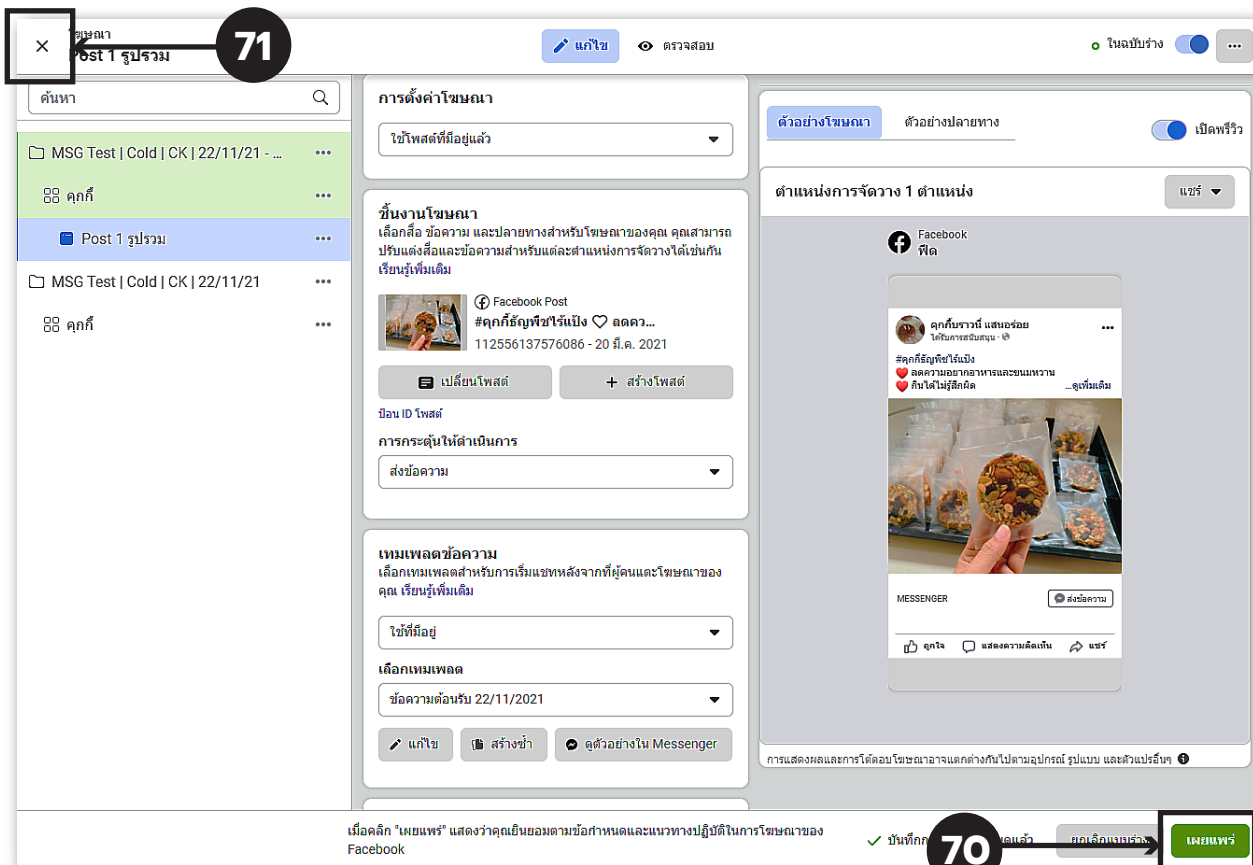 โฆษณา
Post 1 รูปรวม
71
แก้ไข
ตรวจสอบ
ในฉบับร่าง
ค้นหา
MSG Test | Cold | CK | 22/11/21 - ...
คุกกี้
Post 1 รูปรวม
MSG Test | Cold | CK | 22/11/21
คุกกี้
การตั้งค่าโฆษณา
ใช้โพสต์ที่มีอยู่แล้ว
ชิ้นงานโฆษณา
เลือกสื่อ ข้อความ และปลายทางสำหรับโฆษณาของคุณ คุณสามารถ
ปรับแต่งสื่อและข้อความสำหรับแต่ละตำแหน่งการจัดวางได้เช่นกัน
เรียนรู้เพิ่มเติม
Facebook Post
#คุกกี้ธัญพืชไร้แป้ง ♡ ลดคว...
112556137576086 - 20 มี.ค. 2021
เปลี่ยนโพสต์
+ สร้างโพสต์
ป้อน ID โพสต์
การกระตุ้นให้ดำเนินการ
ส่งข้อความ
เทมเพลตข้อความ
เลือกเทมเพลตสำหรับการเริ่มแชทหลังจากที่ผู้คนแตะโฆษณาของ
คุณ เรียนรู้เพิ่มเติม
ใช้ที่มีอยู่
เลือกเทมเพลต
ข้อความต้อนรับ 22/11/2021
แก้ไข
สร้างซ้ำ
ดูตัวอย่างใน Messenger
ตัวอย่างโฆษณา
ตัวอย่างปลายทาง
เปิดพรีวิว
ตำแหน่งการจัดวาง 1 ตำแหน่ง
แชร์
Facebook
ฟีด
คุกกี้บราวนี่ แสนอร่อย
ได้รับการสนับสนุน ·
#คุกกี้ธัญพืชไร้แป้ง
❤️ ลดความอยากอาหารและขนมหวาน
❤️ กินได้ไม่รู้สึกผิด ...ดูเพิ่มเติม
MESSENGER
ส่งข้อความ
ถูกใจ
แสดงความคิดเห็น
แชร์
การแสดงผลและการโต้ตอบโฆษณาอาจแตกต่างกันไปตามอุปกรณ์ รูปแบบ และตัวแปรอื่นๆ
เมื่อคลิก "เผยแพร่" แสดงว่าคุณยินยอมตามข้อกำหนดและแนวทางปฏิบัติในการโฆษณาของ
Facebook
70
ยกเลิกแบบร่าง
เผยแพร่